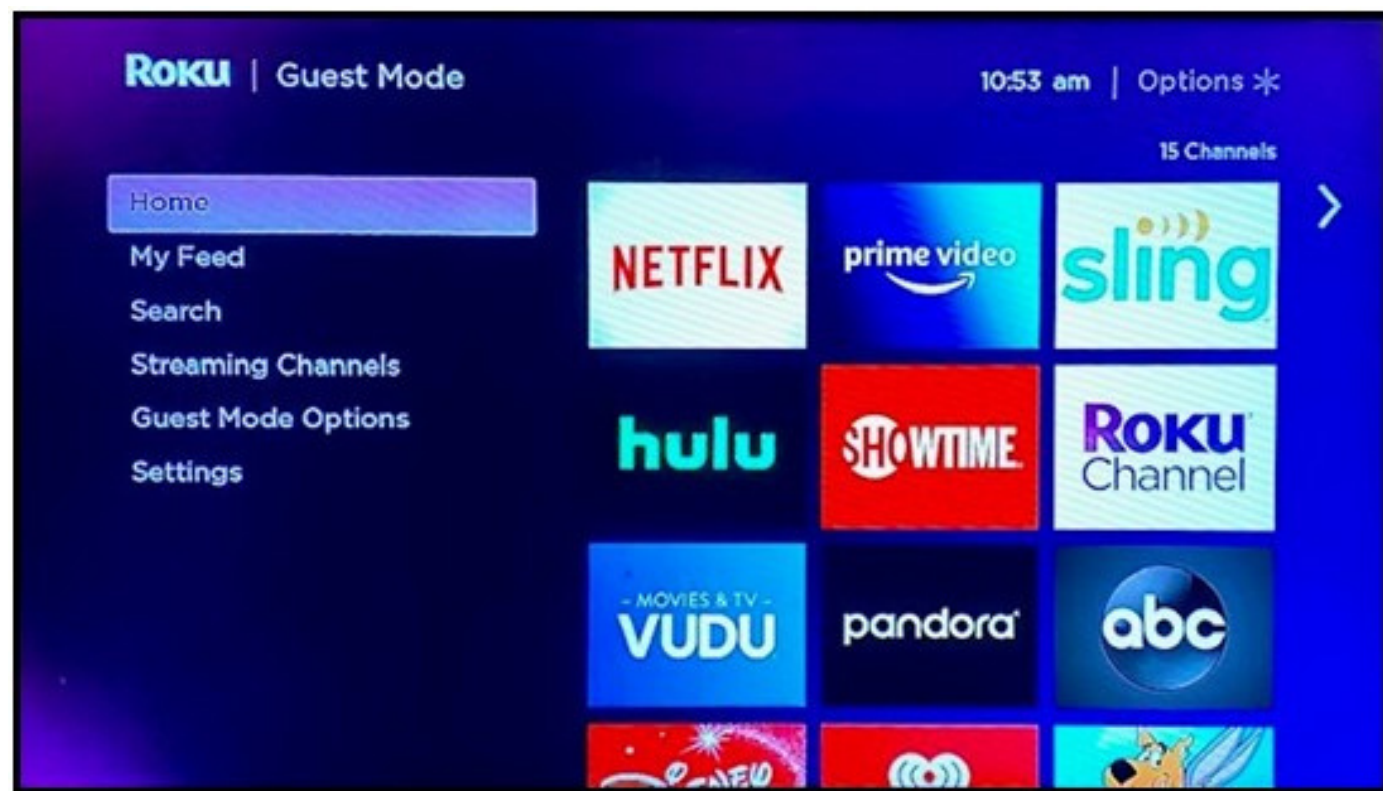 ROKU | Guest Mode
10:53 am | Options
15 Channels
Home
My Feed
Search
Streaming Channels
Guest Mode Options
Settings
NETFLIX
prime video
sling
hulu
SHOWTIME.
ROKU
Channel
- MOVIES & TV -
VUDU
pandora
abc
DISNEY